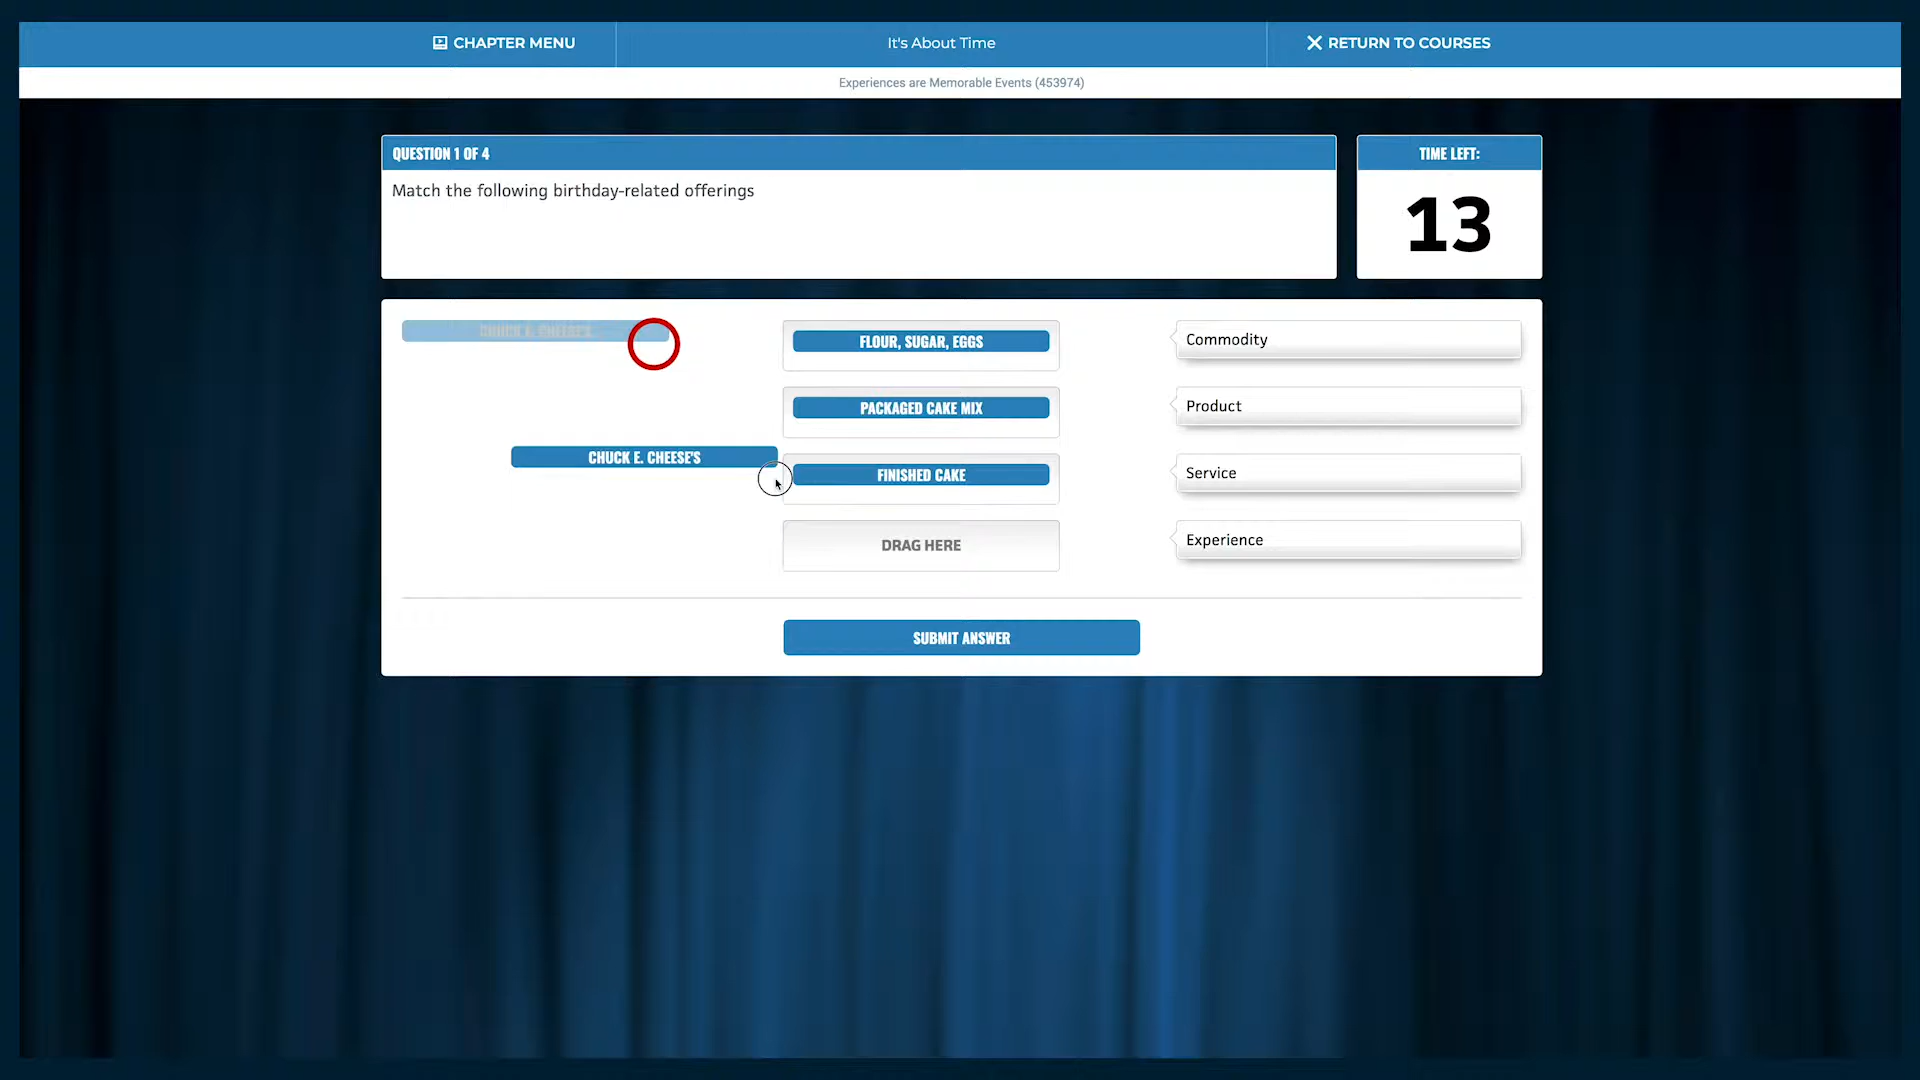 CHAPTER MENU
It's About Time
RETURN TO COURSES
Experiences are Memorable Events (453974)
QUESTION 1 OF 4
TIME LEFT:
Match the following birthday-related offerings
13
CHUCK E. CHEESE'S
FLOUR, SUGAR, EGGS
Commodity
PACKAGED CAKE MIX
Product
CHUCK E. CHEESE'S
FINISHED CAKE
Service
DRAG HERE
Experience
SUBMIT ANSWER